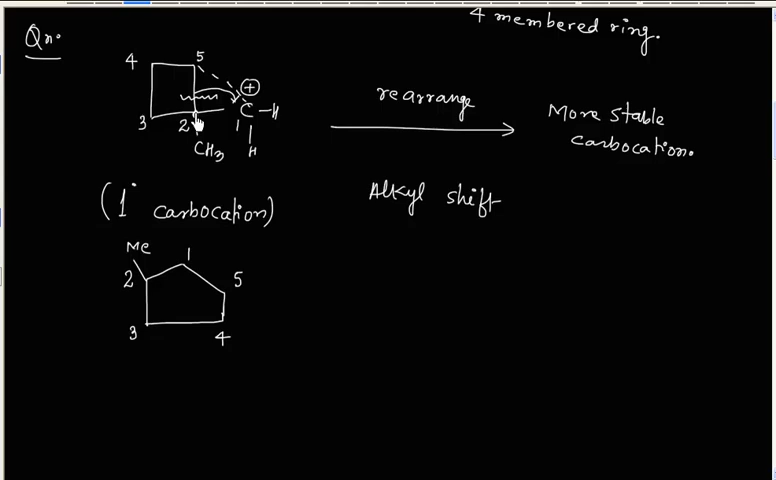 4 membered ring.
Qn:
4 5
⊕
C - H
3 2 1
CH3 H
rearrange
More stable
carbocation.
(1° carbocation)
Alkyl shift
Me
1
2 5
3 4